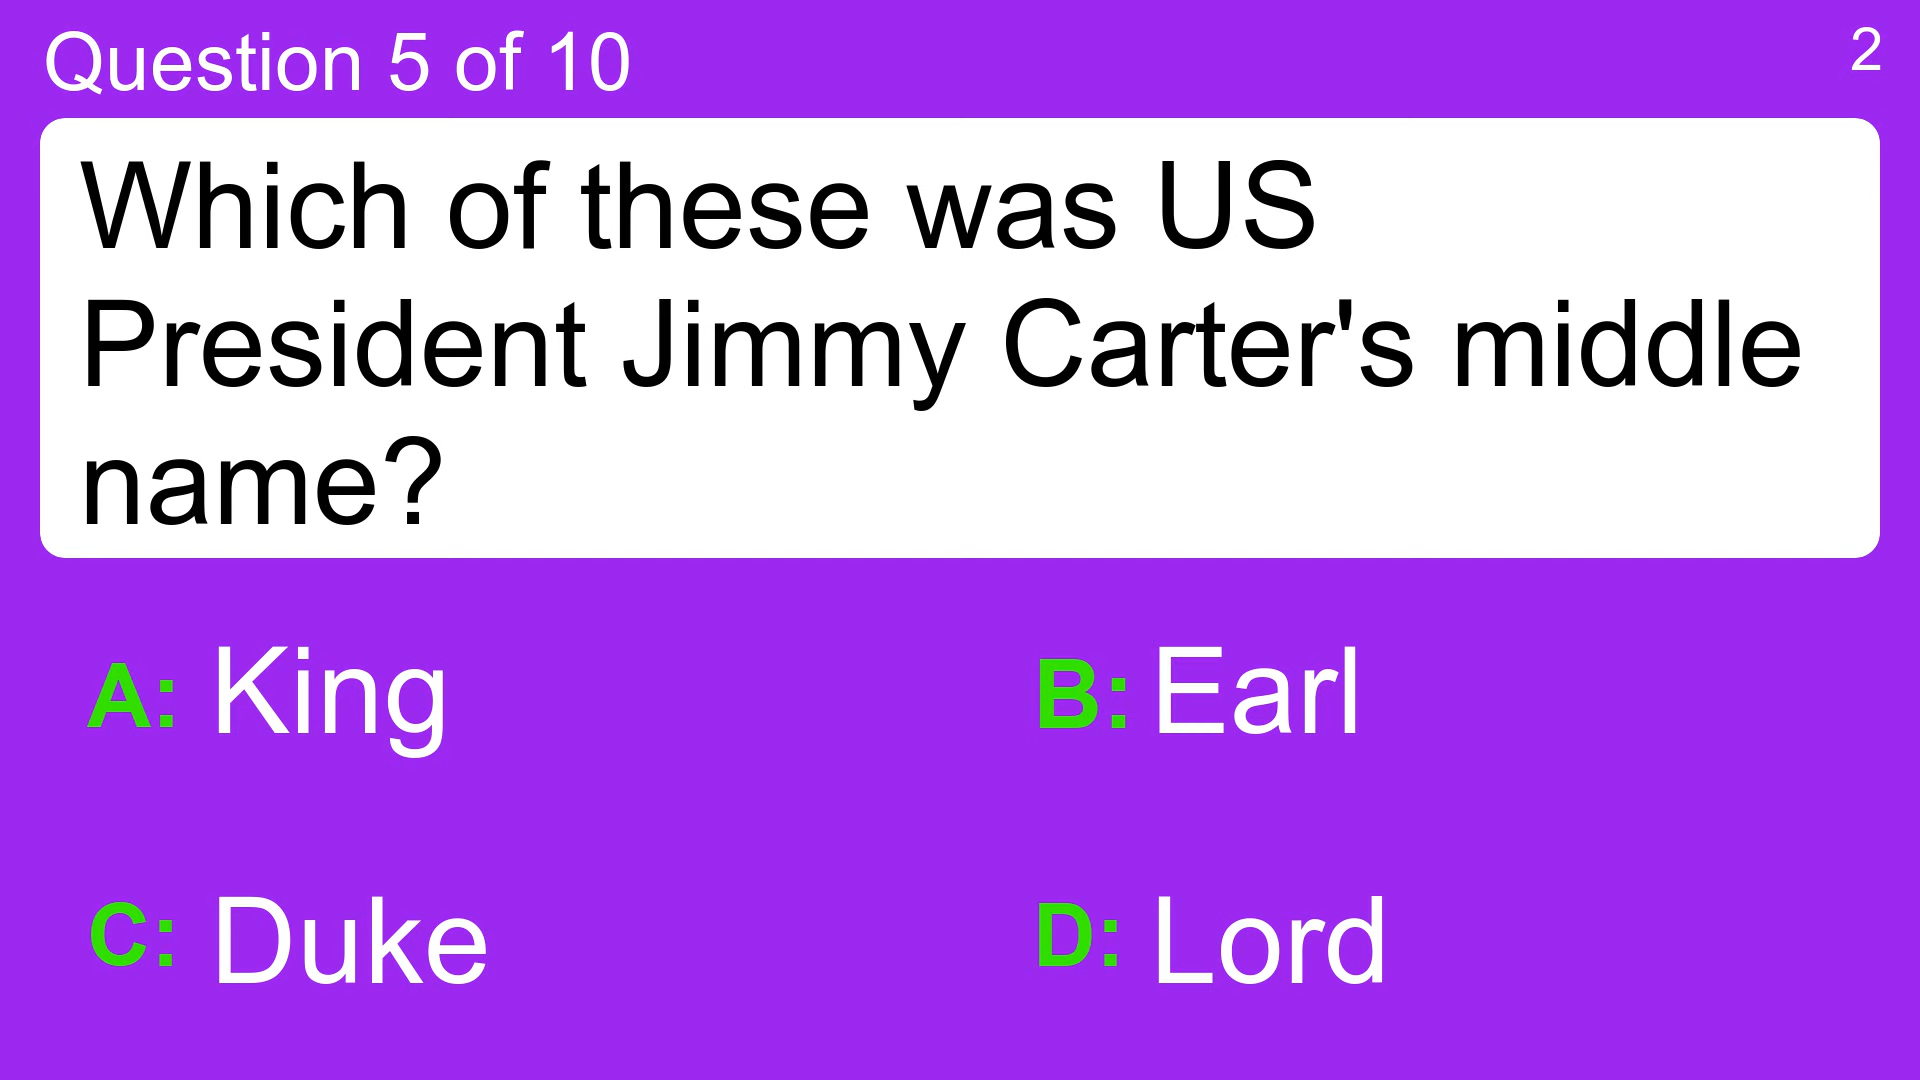 Question 5 of 10
2
Which of these was US
President Jimmy Carter's middle
name?
A: King
B: Earl
C: Duke
D: Lord